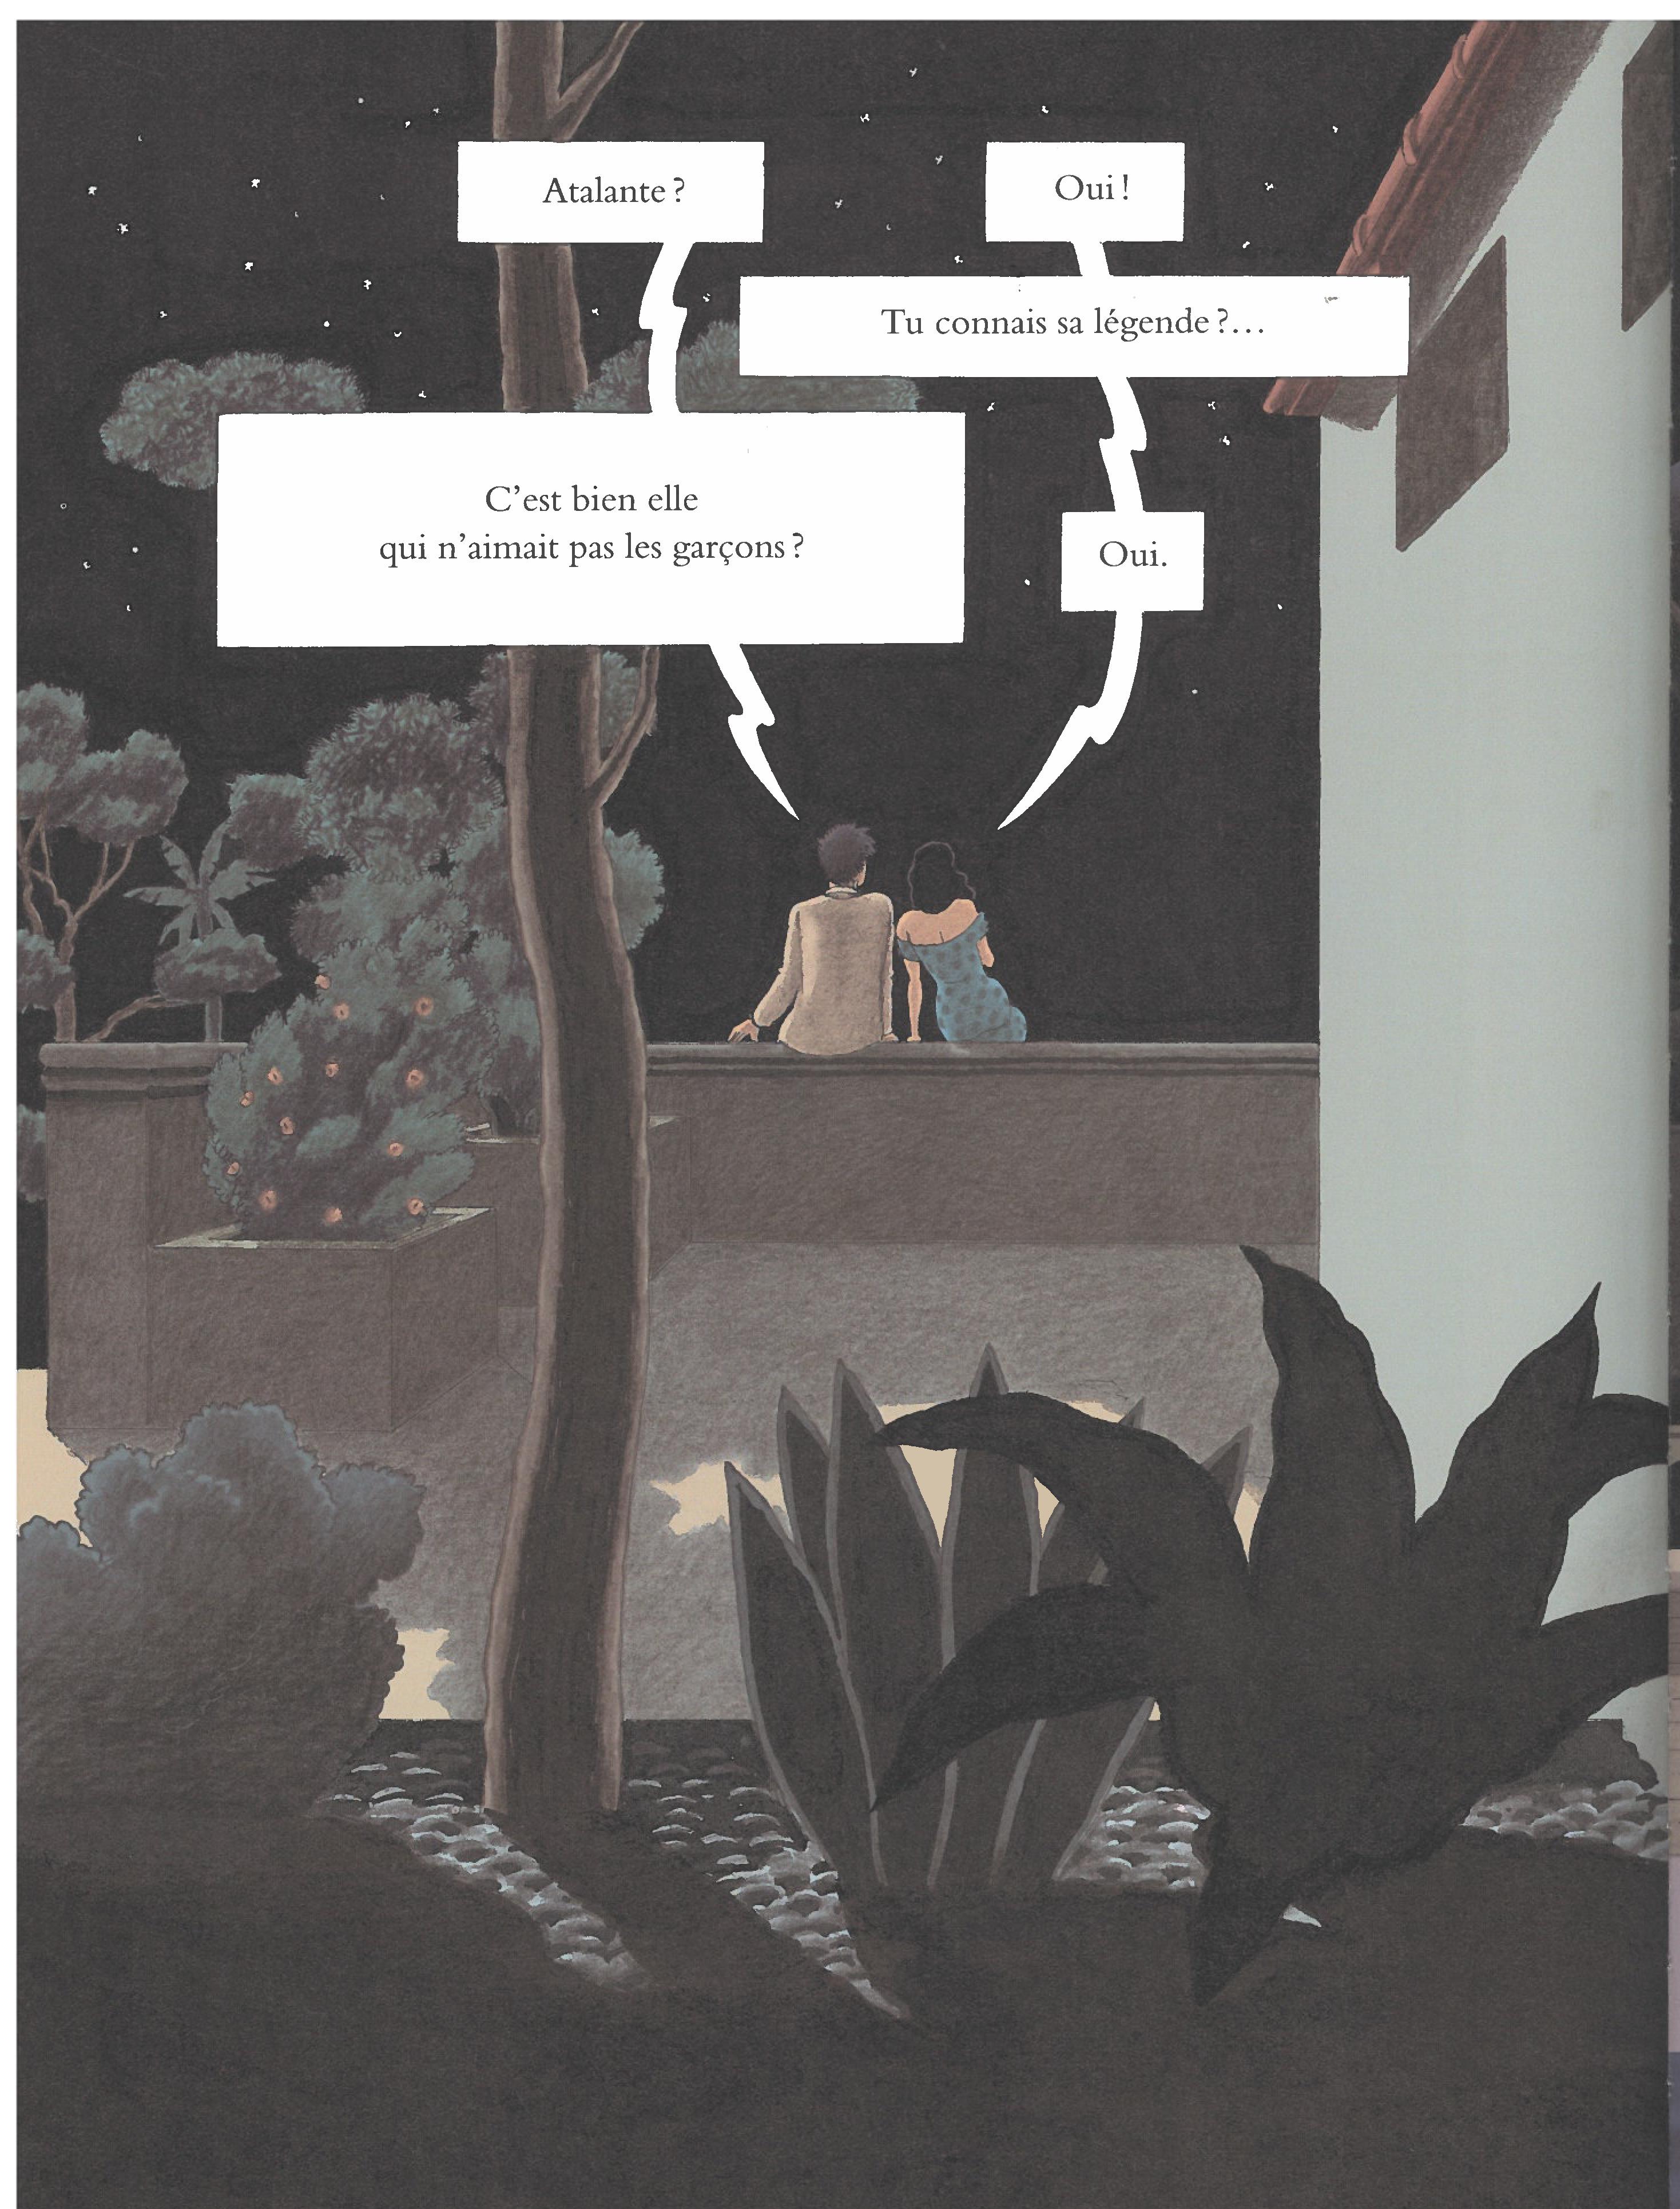 Atalante ?
Oui !
Tu connais sa légende ?…
C’est bien elle
qui n’aimait pas les garçons ?
Oui.